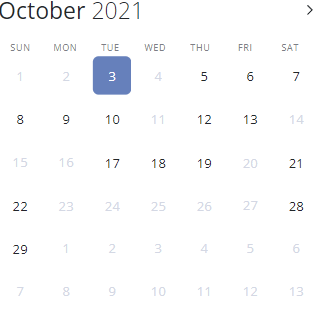 October 2021
SUN MON TUE WED THU FRI SAT
1 2 3 4 5 6 7
8 9 10 11 12 13 14
15 16 17 18 19 20 21
22 23 24 25 26 27 28
29 1 2 3 4 5 6
7 8 9 10 11 12 13